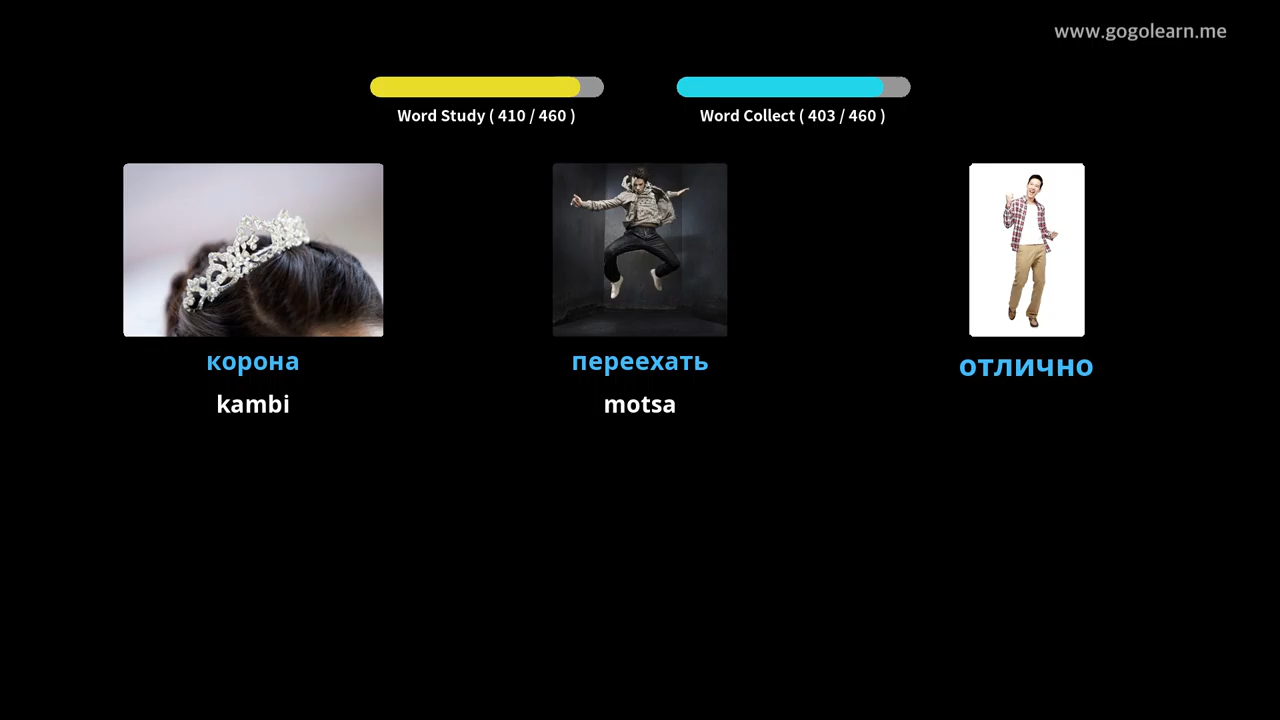 www.gogolearn.me
Word Study ( 410 / 460 )
Word Collect ( 403 / 460 )
корона
переехать
отлично
kambi
motsa